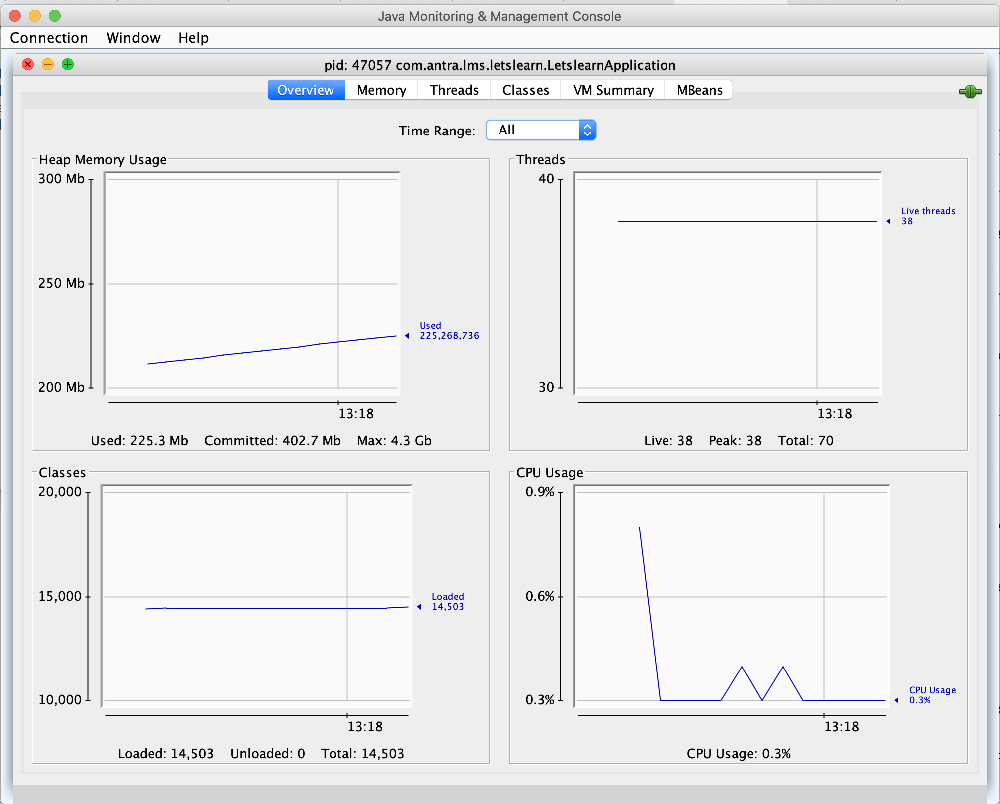 Java Monitoring & Management Console
Connection Window Help
pid: 47057 com.antra.lms.letslearn.LetslearnApplication
Overview Memory Threads Classes VM Summary MBeans
Time Range: All
Heap Memory Usage
300 Mb
250 Mb
200 Mb
Used
225,268,736
13:18
Used: 225.3 Mb Committed: 402.7 Mb Max: 4.3 Gb
Threads
40
30
Live threads
38
13:18
Live: 38 Peak: 38 Total: 70
Classes
20,000
15,000
10,000
Loaded
14,503
13:18
Loaded: 14,503 Unloaded: 0 Total: 14,503
CPU Usage
0.9%
0.6%
0.3%
CPU Usage
0.3%
13:18
CPU Usage: 0.3%